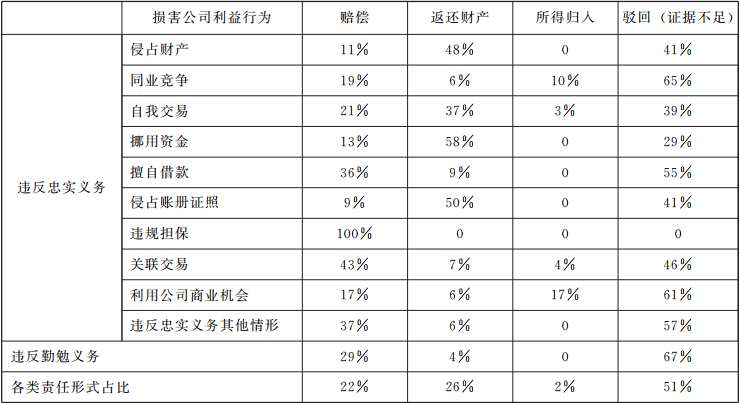 损害公司利益行为 赔偿 返还财产 所得归入 驳回（证据不足）
违反忠实义务
侵占财产 11% 48% 0 41%
同业竞争 19% 6% 10% 65%
自我交易 21% 37% 3% 39%
挪用资金 13% 58% 0 29%
擅自借款 36% 9% 0 55%
侵占账册证照 9% 50% 0 41%
违规担保 100% 0 0 0
关联交易 43% 7% 4% 46%
利用公司商业机会 17% 6% 17% 61%
违反忠实义务其他情形 37% 6% 0 57%
违反勤勉义务 29% 4% 0 67%
各类责任形式占比 22% 26% 2% 51%